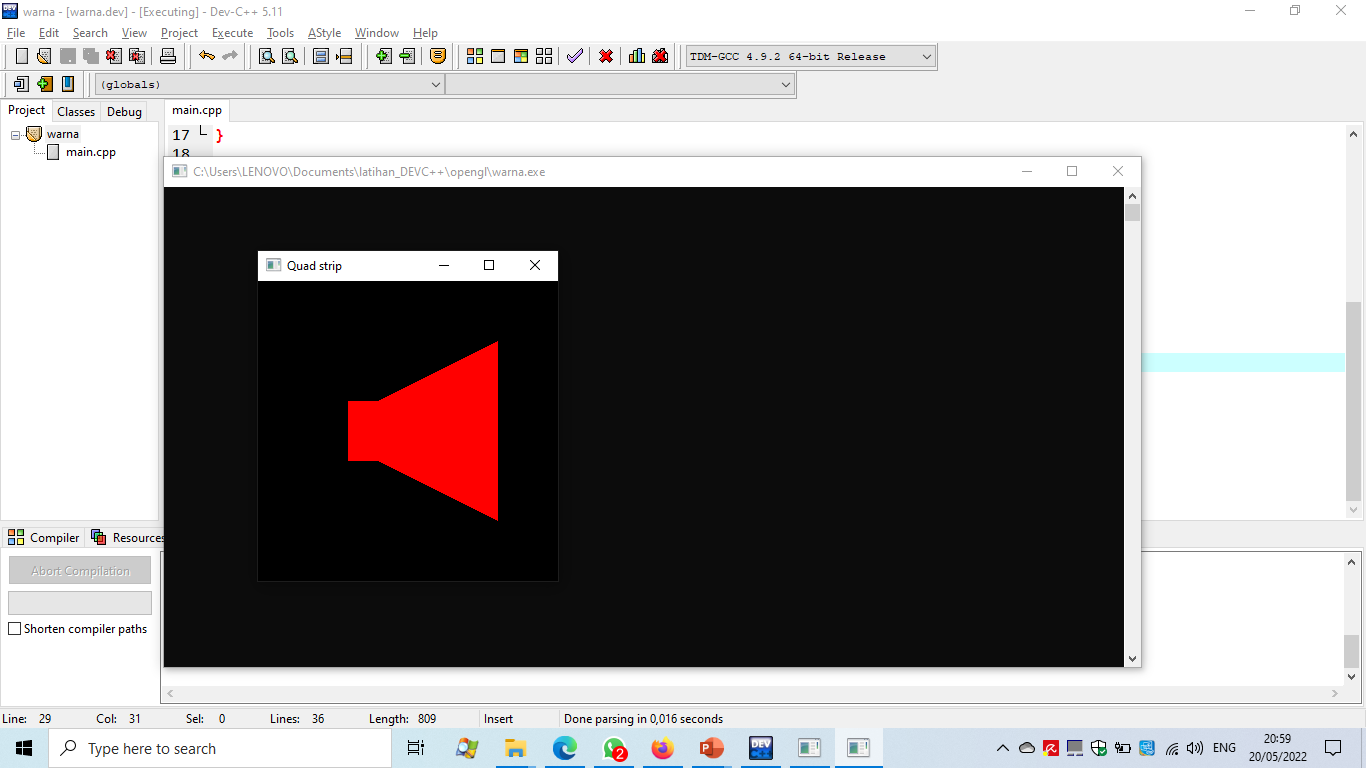 warna - [warna.dev] - [Executing] - Dev-C++ 5.11
File Edit Search View Project Execute Tools AStyle Window Help
TDM-GCC 4.9.2 64-bit Release
(globals)
Project Classes Debug
main.cpp
warna
main.cpp
17 }
18
C:\Users\LENOVO\Documents\latihan_DEVC++\opengl\warna.exe
Quad strip
Compiler Resources
Abort Compilation
Shorten compiler paths
Line: 29 Col: 31 Sel: 0 Lines: 36 Length: 809 Insert Done parsing in 0,016 seconds
Type here to search
2
DEV
ENG
20:59
20/05/2022